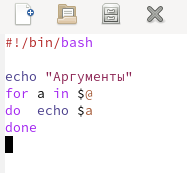 #!/bin/bash
echo "Аргументы"
for a in $@
do  echo $a
done